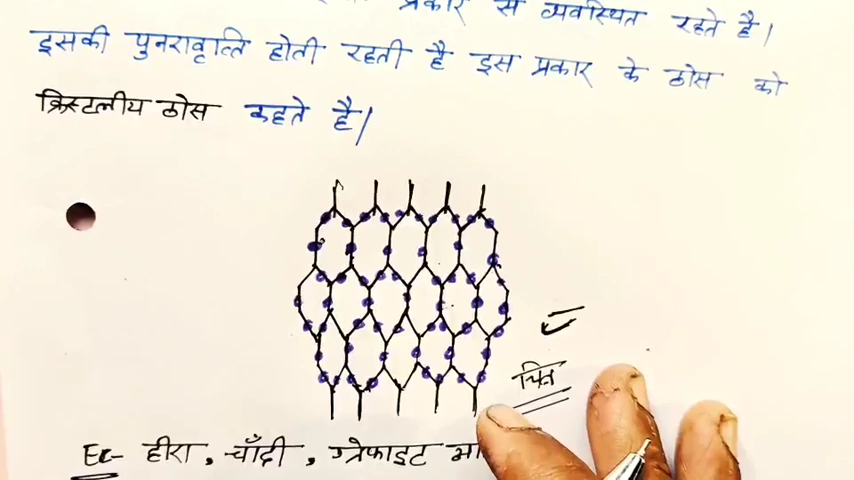 प्रकार से व्यवस्थित रहते है।
इसकी पुनरावृत्ति होती रहती है इस प्रकार के ठोस को
क्रिस्टलीय ठोस कहते है।
चित्र
Ex- हीरा, चाँदी, ग्रेफाइट